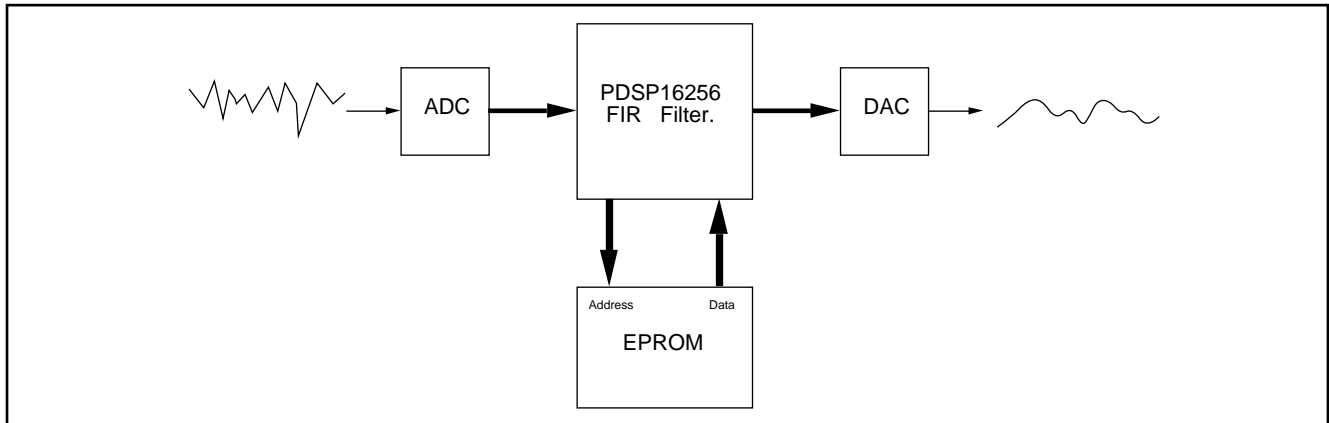 ADC
PDSP16256
FIR Filter.
DAC
Address Data
EPROM